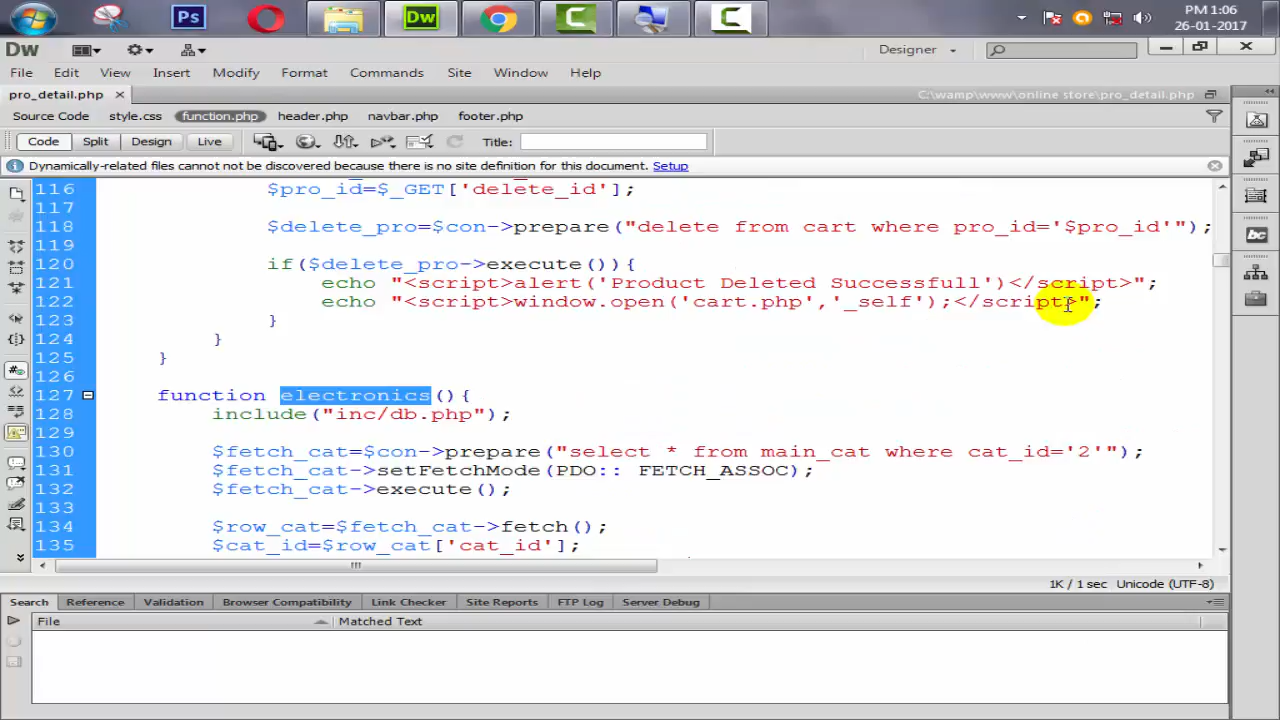 Ps
Dw
PM 1:06
26-01-2017
Dw
Designer
File Edit View Insert Modify Format Commands Site Window Help
pro_detail.php
C:\wamp\www\online store\pro_detail.php
Source Code style.css function.php header.php navbar.php footer.php
Code Split Design Live Title:
Dynamically-related files cannot not be discovered because there is no site definition for this document. Setup
116 $pro_id=$_GET['delete_id'];
117
118 $delete_pro=$con->prepare("delete from cart where pro_id='$pro_id'");
119
120 if($delete_pro->execute()){
121 echo "<script>alert('Product Deleted Successfull')</script>";
122 echo "<script>window.open('cart.php','_self');</script>";
123 }
124 }
125 }
126
127 function electronics(){
128 include("inc/db.php");
129
130 $fetch_cat=$con->prepare("select * from main_cat where cat_id='2'");
131 $fetch_cat->setFetchMode(PDO:: FETCH_ASSOC);
132 $fetch_cat->execute();
133
134 $row_cat=$fetch_cat->fetch();
135 $cat_id=$row_cat['cat_id'];
1K / 1 sec Unicode (UTF-8)
Search Reference Validation Browser Compatibility Link Checker Site Reports FTP Log Server Debug
File Matched Text
bc